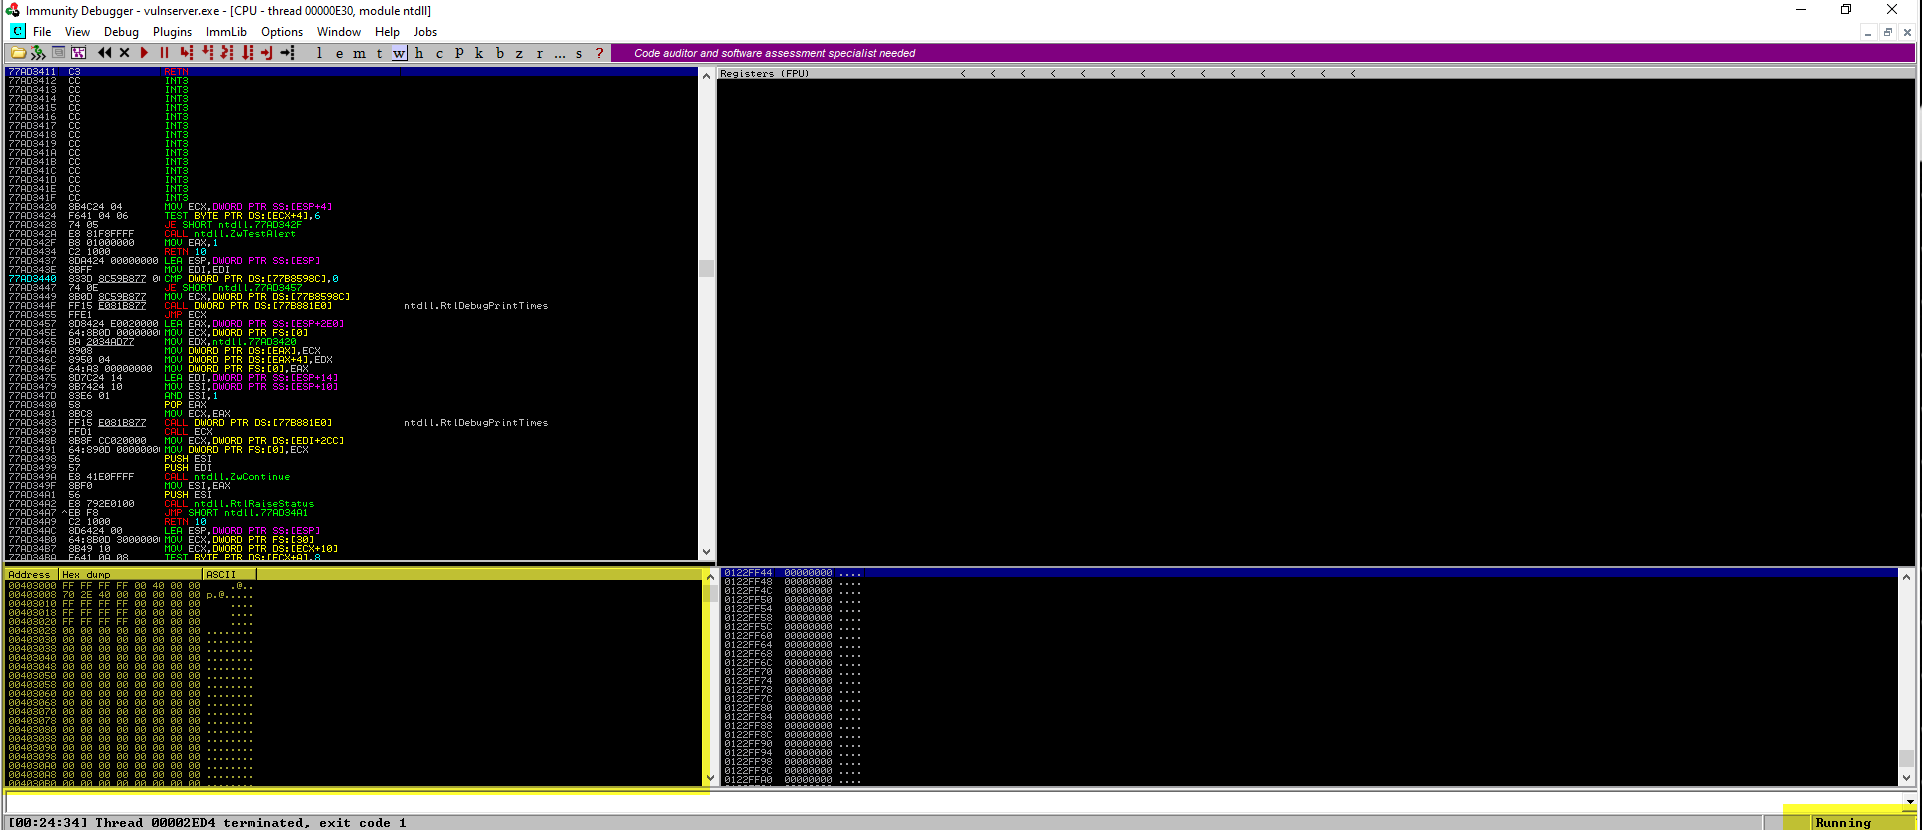 Immunity Debugger - vulnserver.exe - [CPU - thread 00000E30, module ntdll]
C File View Debug Plugins ImmLib Options Window Help Jobs
l e m t w h c p k b z r ... s ? Code auditor and software assessment specialist needed
77AD3411 C3 RETN
77AD3412 CC INT3
77AD3413 CC INT3
77AD3414 CC INT3
77AD3415 CC INT3
77AD3416 CC INT3
77AD3417 CC INT3
77AD3418 CC INT3
77AD3419 CC INT3
77AD341A CC INT3
77AD341B CC INT3
77AD341C CC INT3
77AD341D CC INT3
77AD341E CC INT3
77AD341F CC INT3
77AD3420 8B4C24 04 MOV ECX,DWORD PTR SS:[ESP+4]
77AD3424 F641 04 06 TEST BYTE PTR DS:[ECX+4],6
77AD3428 74 05 JE SHORT ntdll.77AD342F
77AD342A E8 81F8FFFF CALL ntdll.ZwTestAlert
77AD342F B8 01000000 MOV EAX,1
77AD3434 C2 1000 RETN 10
77AD3437 8DA424 00000000 LEA ESP,DWORD PTR SS:[ESP]
77AD343E 8BFF MOV EDI,EDI
77AD3440 833D 8C59B877 0 CMP DWORD PTR DS:[77B8598C],0
77AD3447 74 0E JE SHORT ntdll.77AD3457
77AD3449 8B0D 8C59B877 MOV ECX,DWORD PTR DS:[77B8598C]
77AD344F FF15 E081B877 CALL DWORD PTR DS:[77B881E0] ntdll.RtlDebugPrintTimes
77AD3455 FFE1 JMP ECX
77AD3457 8D8424 E0020000 LEA EAX,DWORD PTR SS:[ESP+2E0]
77AD345E 64:8B0D 0000000 MOV ECX,DWORD PTR FS:[0]
77AD3465 BA 2034AD77 MOV EDX,ntdll.77AD3420
77AD346A 8908 MOV DWORD PTR DS:[EAX],ECX
77AD346C 8950 04 MOV DWORD PTR DS:[EAX+4],EDX
77AD346F 64:A3 00000000 MOV DWORD PTR FS:[0],EAX
77AD3475 8D7C24 14 LEA EDI,DWORD PTR SS:[ESP+14]
77AD3479 8B7424 10 MOV ESI,DWORD PTR SS:[ESP+10]
77AD347D 83E6 01 AND ESI,1
77AD3480 58 POP EAX
77AD3481 8BC8 MOV ECX,EAX
77AD3483 FF15 E081B877 CALL DWORD PTR DS:[77B881E0] ntdll.RtlDebugPrintTimes
77AD3489 FFD1 CALL ECX
77AD348B 8B8F CC020000 MOV ECX,DWORD PTR DS:[EDI+2CC]
77AD3491 64:890D 0000000 MOV DWORD PTR FS:[0],ECX
77AD3498 56 PUSH ESI
77AD3499 57 PUSH EDI
77AD349A E8 41E0FFFF CALL ntdll.ZwContinue
77AD349F 8BF0 MOV ESI,EAX
77AD34A1 56 PUSH ESI
77AD34A2 E8 792E0100 CALL ntdll.RtlRaiseStatus
77AD34A7 ^EB F8 JMP SHORT ntdll.77AD34A1
77AD34A9 C2 1000 RETN 10
77AD34AC 8D6424 00 LEA ESP,DWORD PTR SS:[ESP]
77AD34B0 64:8B0D 3000000 MOV ECX,DWORD PTR FS:[30]
77AD34B7 8B49 10 MOV ECX,DWORD PTR DS:[ECX+10]
77AD34BA F641 0A 08 TEST BYTE PTR DS:[ECX+A],8
Registers (FPU) < < < < < < < < < < < < < <
Address Hex dump ASCII
00403000 FF FF FF FF 00 40 00 00 .@..
00403008 70 2E 40 00 00 00 00 00 p.@.....
00403010 FF FF FF FF 00 00 00 00 ....
00403018 FF FF FF FF 00 00 00 00 ....
00403020 FF FF FF FF 00 00 00 00 ....
00403028 00 00 00 00 00 00 00 00 ........
00403030 00 00 00 00 00 00 00 00 ........
00403038 00 00 00 00 00 00 00 00 ........
00403040 00 00 00 00 00 00 00 00 ........
00403048 00 00 00 00 00 00 00 00 ........
00403050 00 00 00 00 00 00 00 00 ........
00403058 00 00 00 00 00 00 00 00 ........
00403060 00 00 00 00 00 00 00 00 ........
00403068 00 00 00 00 00 00 00 00 ........
00403070 00 00 00 00 00 00 00 00 ........
00403078 00 00 00 00 00 00 00 00 ........
00403080 00 00 00 00 00 00 00 00 ........
00403088 00 00 00 00 00 00 00 00 ........
00403090 00 00 00 00 00 00 00 00 ........
00403098 00 00 00 00 00 00 00 00 ........
004030A0 00 00 00 00 00 00 00 00 ........
004030A8 00 00 00 00 00 00 00 00 ........
004030B0 00 00 00 00 00 00 00 00 ........
0122FF44 00000000 ....
0122FF48 00000000 ....
0122FF4C 00000000 ....
0122FF50 00000000 ....
0122FF54 00000000 ....
0122FF58 00000000 ....
0122FF5C 00000000 ....
0122FF60 00000000 ....
0122FF64 00000000 ....
0122FF68 00000000 ....
0122FF6C 00000000 ....
0122FF70 00000000 ....
0122FF74 00000000 ....
0122FF78 00000000 ....
0122FF7C 00000000 ....
0122FF80 00000000 ....
0122FF84 00000000 ....
0122FF88 00000000 ....
0122FF8C 00000000 ....
0122FF90 00000000 ....
0122FF94 00000000 ....
0122FF98 00000000 ....
0122FF9C 00000000 ....
0122FFA0 00000000 ....
[00:24:34] Thread 00002ED4 terminated, exit code 1 Running